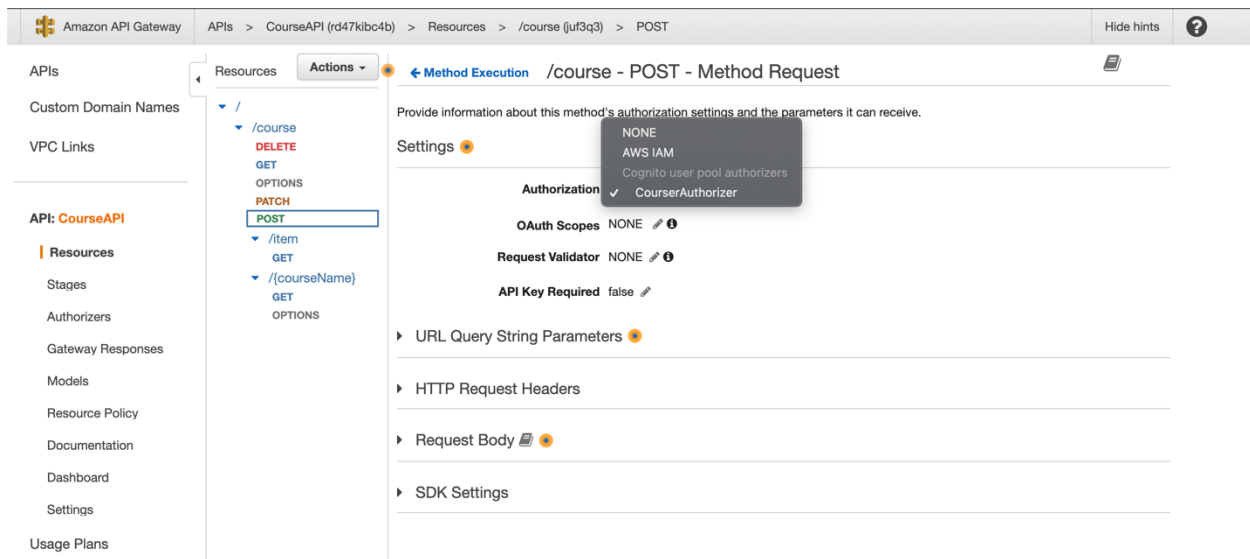 Amazon API Gateway APIs > CourseAPI (rd47kibc4b) > Resources > /course (juf3q3) > POST Hide hints
APIs
Custom Domain Names
VPC Links
API: CourseAPI
Resources
Stages
Authorizers
Gateway Responses
Models
Resource Policy
Documentation
Dashboard
Settings
Usage Plans
Resources Actions
/
/course
DELETE
GET
OPTIONS
PATCH
POST
/item
GET
/{courseName}
GET
OPTIONS
Method Execution /course - POST - Method Request
Provide information about this method's authorization settings and the parameters it can receive.
Settings
NONE
AWS IAM
Cognito user pool authorizers
✓ CourserAuthorizer
Authorization
OAuth Scopes NONE
Request Validator NONE
API Key Required false
URL Query String Parameters
HTTP Request Headers
Request Body
SDK Settings